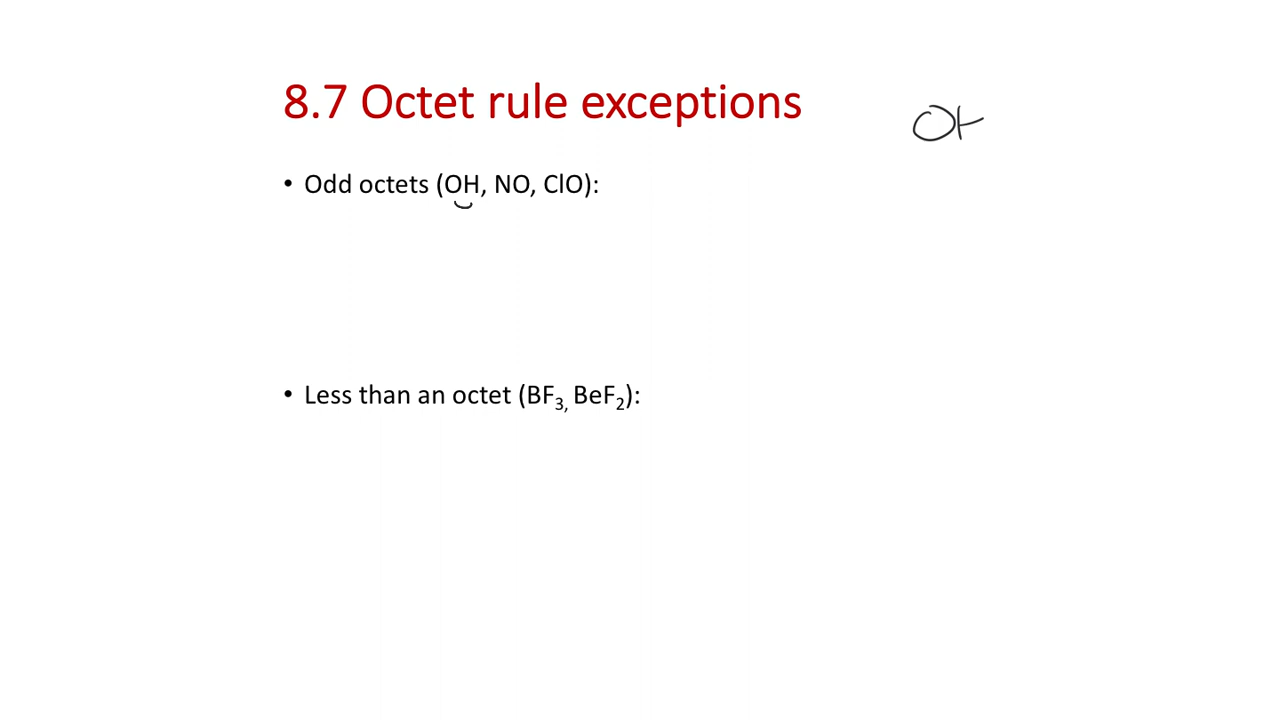 8.7 Octet rule exceptions
OH
• Odd octets (OH, NO, ClO):
• Less than an octet (BF₃, BeF₂):